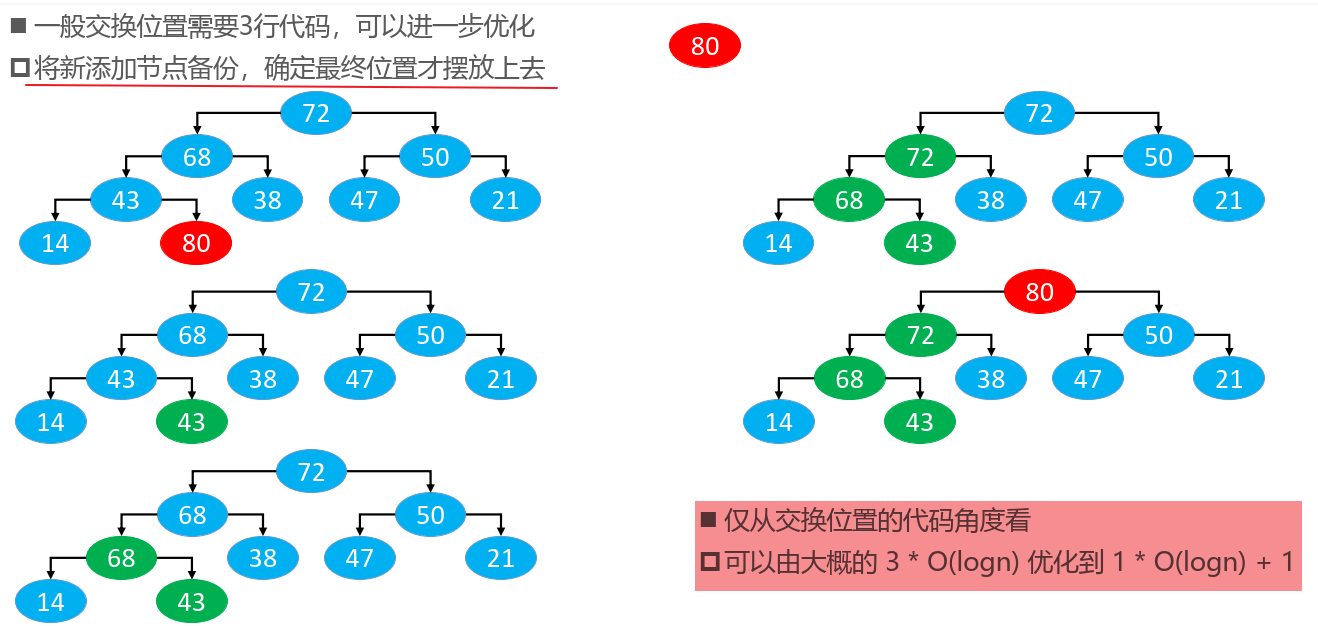 一般交换位置需要3行代码，可以进一步优化
将新添加节点备份，确定最终位置才摆放上去
72
68 50
43 38 47 21
14 80
72
68 50
43 38 47 21
14 43
72
68 50
68 38 47 21
14 43
80
72
72 50
68 38 47 21
14 43
80
72 50
68 38 47 21
14 43
仅从交换位置的代码角度看
可以由大概的 3 * O(logn) 优化到 1 * O(logn) + 1